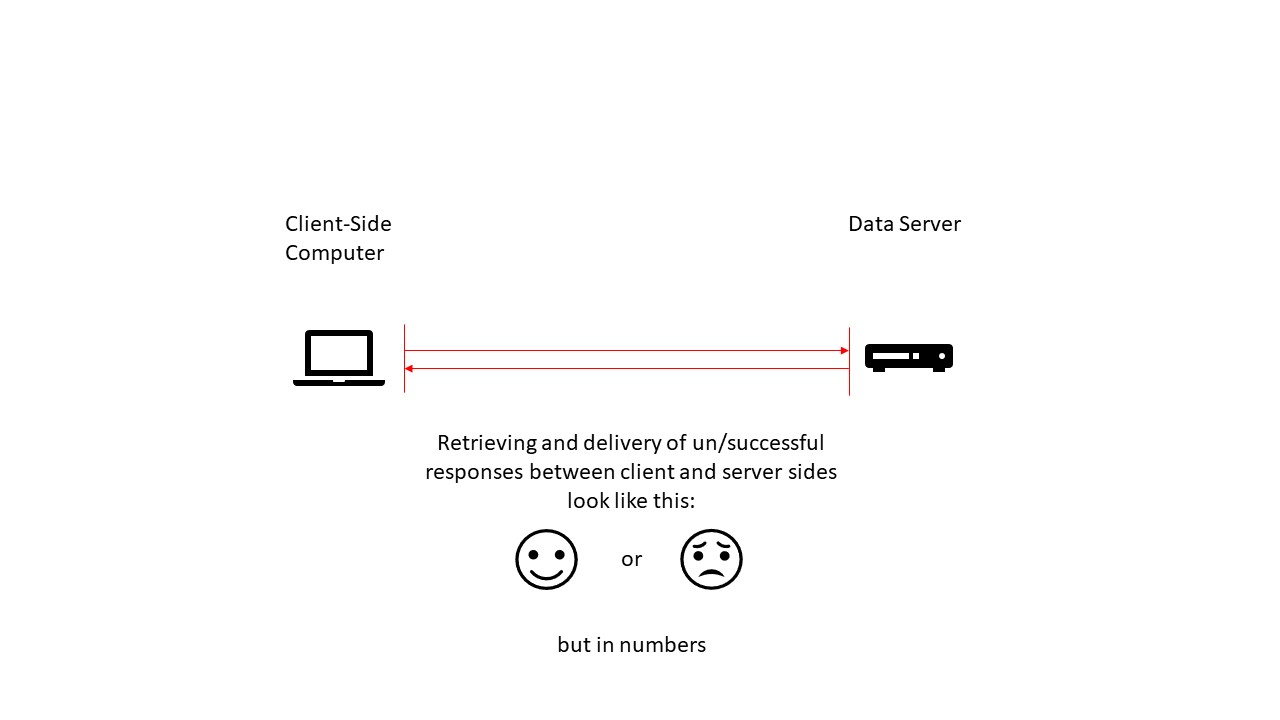 Client-Side
Computer
Data Server
Retrieving and delivery of un/successful
responses between client and server sides
look like this:
or
but in numbers